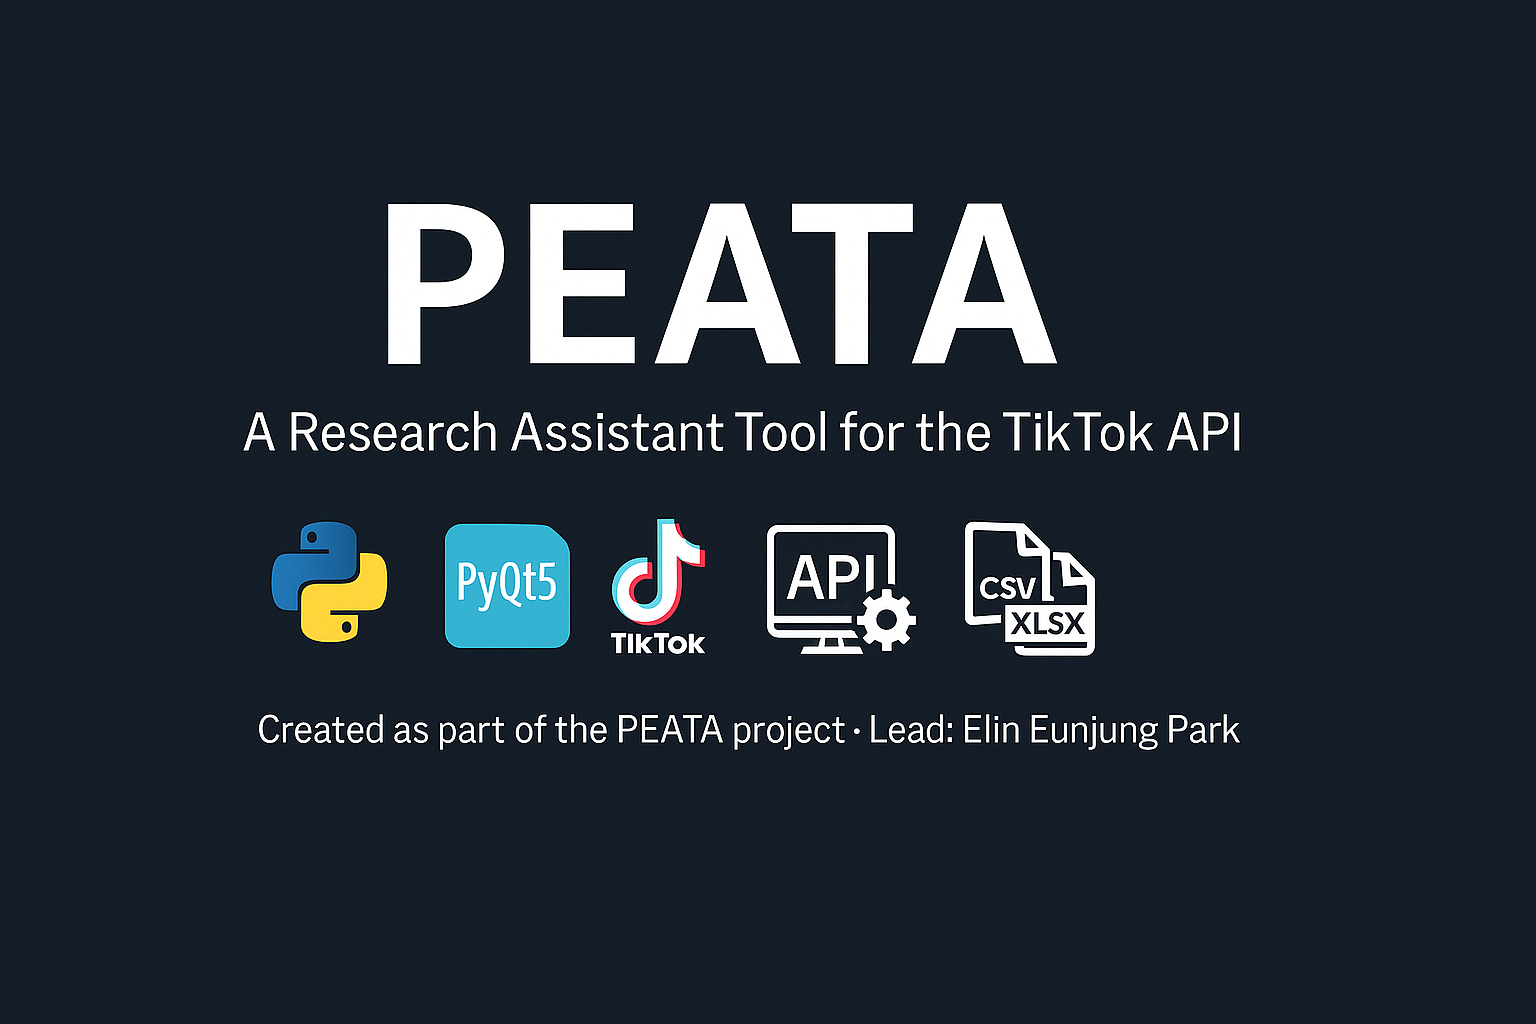 PEATA
A Research Assistant Tool for the TikTok API
PyQt5
TikTok
API
CSV
XLSX
Created as part of the PEATA project · Lead: Elin Eunjung Park